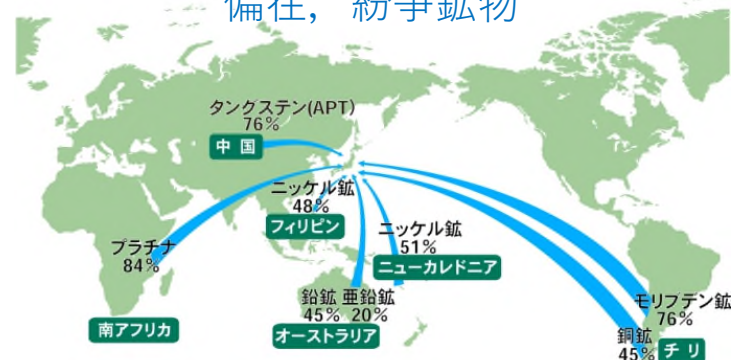 偏在，紛争鉱物
タングステン(APT)
76%
中 国
ニッケル鉱
48%
フィリピン
ニッケル鉱
51%
ニューカレドニア
プラチナ
84%
南アフリカ
鉛鉱 亜鉛鉱
45% 20%
オーストラリア
モリブデン鉱
76%
銅鉱
45%
チ リ